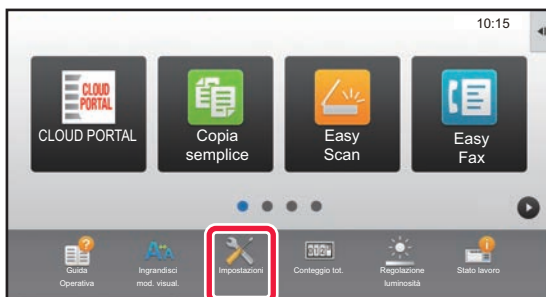 10:15
CLOUD
PORTAL
CLOUD PORTAL
Copia
semplice
Easy
Scan
Easy
Fax
Guida
Operativa
Ingrandisci
mod. visual.
Impostazioni
Conteggio tot.
Regolazione
luminosità
Stato lavoro